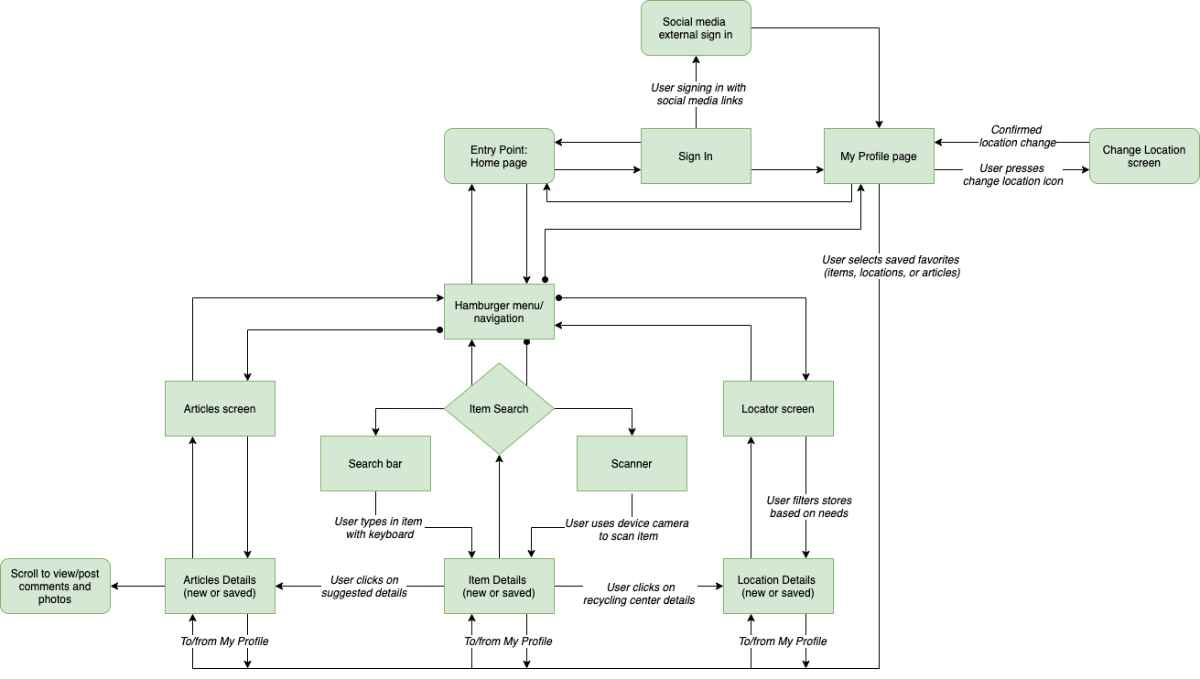 Social media
external sign in
User signing in with
social media links
Entry Point:
Home page
Sign In
My Profile page
Confirmed
location change
User presses
change location icon
Change Location
screen
User selects saved favorites
(items, locations, or articles)
Hamburger menu/
navigation
Articles screen
Item Search
Locator screen
Search bar
Scanner
User types in item
with keyboard
User uses device camera
to scan item
User filters stores
based on needs
Scroll to view/post
comments and
photos
Articles Details
(new or saved)
User clicks on
suggested details
Item Details
(new or saved)
User clicks on
recycling center details
Location Details
(new or saved)
To/from My Profile
To/from My Profile
To/from My Profile